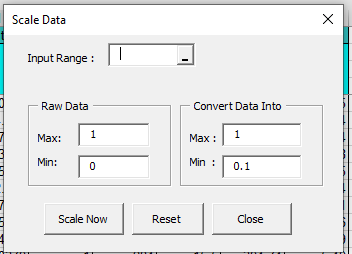 Scale Data
Input Range :
Raw Data
Max: 1
Min: 0
Convert Data Into
Max : 1
Min : 0.1
Scale Now Reset Close